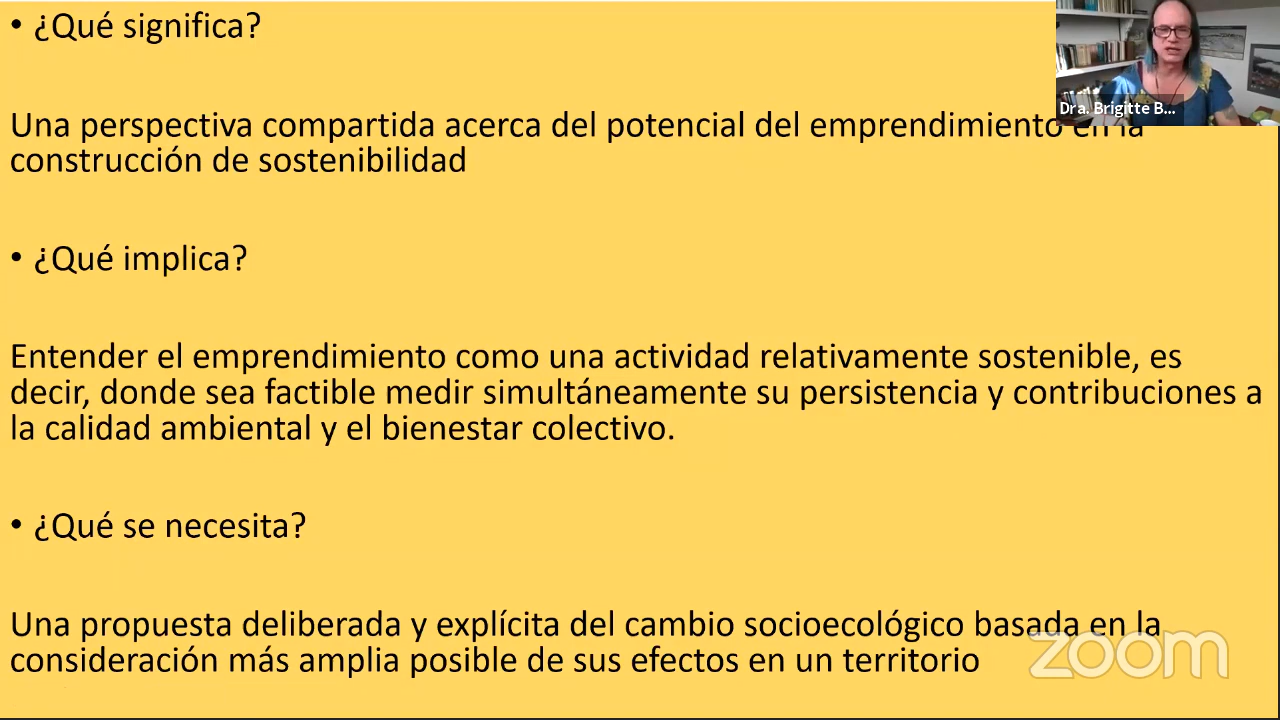 • ¿Qué significa?
Dra. Brigitte B...
Una perspectiva compartida acerca del potencial del emprendimiento en la
construcción de sostenibilidad
• ¿Qué implica?
Entender el emprendimiento como una actividad relativamente sostenible, es
decir, donde sea factible medir simultáneamente su persistencia y contribuciones a
la calidad ambiental y el bienestar colectivo.
• ¿Qué se necesita?
Una propuesta deliberada y explícita del cambio socioecológico basada en la
consideración más amplia posible de sus efectos en un territorio
zoom